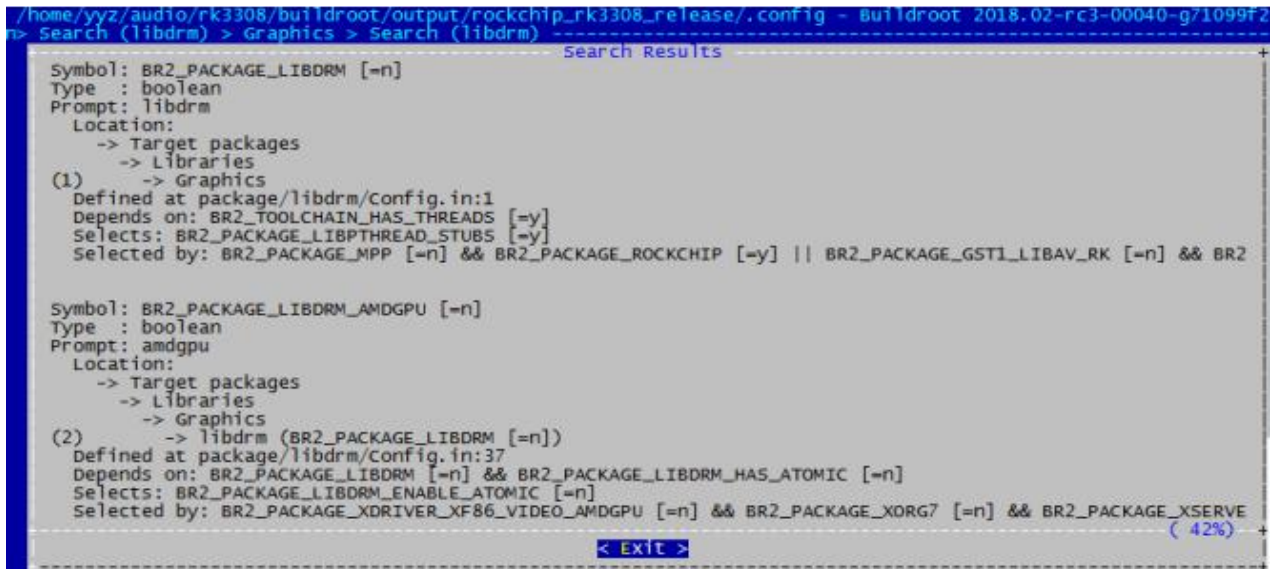 /home/yyz/audio/rk3308/buildroot/output/rockchip_rk3308_release/.config - Buildroot 2018.02-rc3-00040-g71099f2
n> Search (libdrm) > Graphics > Search (libdrm)
Search Results
Symbol: BR2_PACKAGE_LIBDRM [=n]
Type : boolean
Prompt: libdrm
Location:
-> Target packages
-> Libraries
(1) -> Graphics
Defined at package/libdrm/Config.in:1
Depends on: BR2_TOOLCHAIN_HAS_THREADS [=y]
Selects: BR2_PACKAGE_LIBPTHREAD_STUBS [=y]
Selected by: BR2_PACKAGE_MPP [=n] && BR2_PACKAGE_ROCKCHIP [=y] || BR2_PACKAGE_GST1_LIBAV_RK [=n] && BR2
Symbol: BR2_PACKAGE_LIBDRM_AMDGPU [=n]
Type : boolean
Prompt: amdgpu
Location:
-> Target packages
-> Libraries
-> Graphics
(2) -> libdrm (BR2_PACKAGE_LIBDRM [=n])
Defined at package/libdrm/Config.in:37
Depends on: BR2_PACKAGE_LIBDRM [=n] && BR2_PACKAGE_LIBDRM_HAS_ATOMIC [=n]
Selects: BR2_PACKAGE_LIBDRM_ENABLE_ATOMIC [=n]
Selected by: BR2_PACKAGE_XDRIVER_XF86_VIDEO_AMDGPU [=n] && BR2_PACKAGE_XORG7 [=n] && BR2_PACKAGE_XSERVE
( 42%)
< Exit >